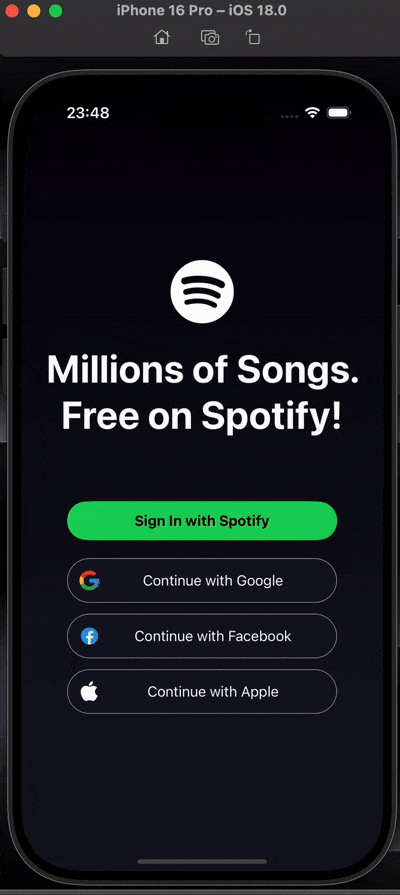 iPhone 16 Pro – iOS 18.0
23:48
Millions of Songs.
Free on Spotify!
Sign In with Spotify
Continue with Google
Continue with Facebook
Continue with Apple